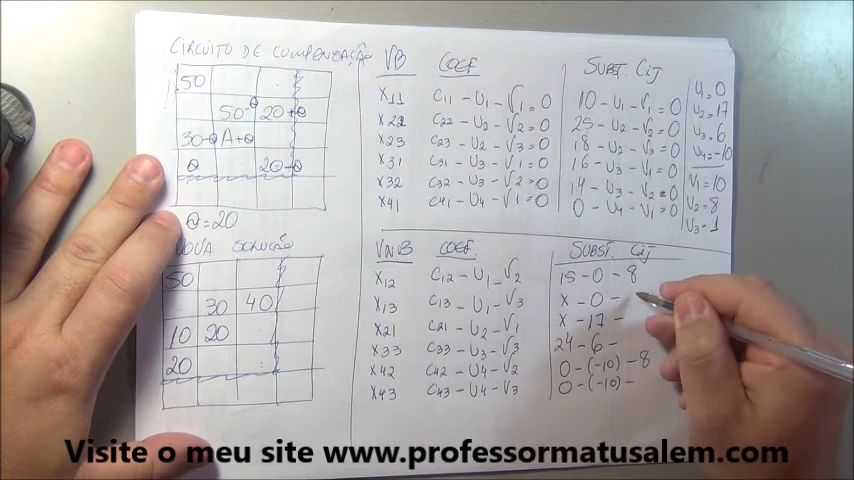 CIRCUITO DE COMPENSAÇÃO
50
50-θ 20+θ
30-θ A+θ
θ 20-θ
θ=20
NOVA SOLUÇÃO
50
30 40
10 20
20
VB COEF SUBST. Cij
X11 C11 - U1 - V1 = 0 10 - U1 - V1 = 0
X22 C22 - U2 - V2 = 0 25 - U2 - V2 = 0
X23 C23 - U2 - V3 = 0 18 - U2 - V3 = 0
X31 C31 - U3 - V1 = 0 16 - U3 - V1 = 0
X32 C32 - U3 - V2 = 0 14 - U3 - V2 = 0
X41 C41 - U4 - V1 = 0 0 - U4 - V1 = 0
U1=0
U2=17
U3=6
U4=-10
V1=10
V2=8
V3=1
VNB COEF. SUBST. Cij
X12 C12 - U1 - V2 15 - 0 - 8
X13 C13 - U1 - V3 X - 0 -
X21 C21 - U2 - V1 X - 17 -
X33 C33 - U3 - V3 24 - 6 -
X42 C42 - U4 - V2 0 - (-10) - 8
X43 C43 - U4 - V3 0 - (-10) -
Visite o meu site www.professormatusalem.com